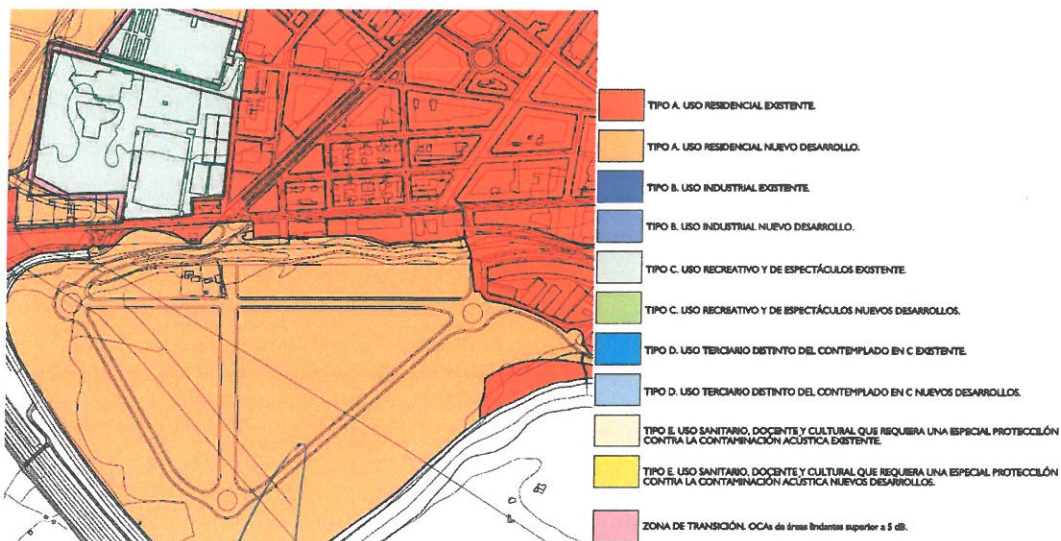 TIPO A. USO RESIDENCIAL EXISTENTE.
TIPO A. USO RESIDENCIAL NUEVO DESARROLLO.
TIPO B. USO INDUSTRIAL EXISTENTE.
TIPO B. USO INDUSTRIAL NUEVO DESARROLLO.
TIPO C. USO RECREATIVO Y DE ESPECTÁCULOS EXISTENTE.
TIPO C. USO RECREATIVO Y DE ESPECTÁCULOS NUEVOS DESARROLLOS.
TIPO D. USO TERCIARIO DISTINTO DEL CONTEMPLADO EN C EXISTENTE.
TIPO D. USO TERCIARIO DISTINTO DEL CONTEMPLADO EN C NUEVOS DESARROLLOS.
TIPO E. USO SANITARIO, DOCENTE Y CULTURAL QUE REQUIERA UNA ESPECIAL PROTECCILÓN
CONTRA LA CONTAMINACIÓN ACÚSTICA EXISTENTE.
TIPO E. USO SANITARIO, DOCENTE Y CULTURAL QUE REQUIERA UNA ESPECIAL PROTECCILÓN
CONTRA LA CONTAMINACIÓN ACÚSTICA NUEVOS DESARROLLOS.
ZONA DE TRANSICIÓN. OCAs de áreas lindantes superior a 5 dB.